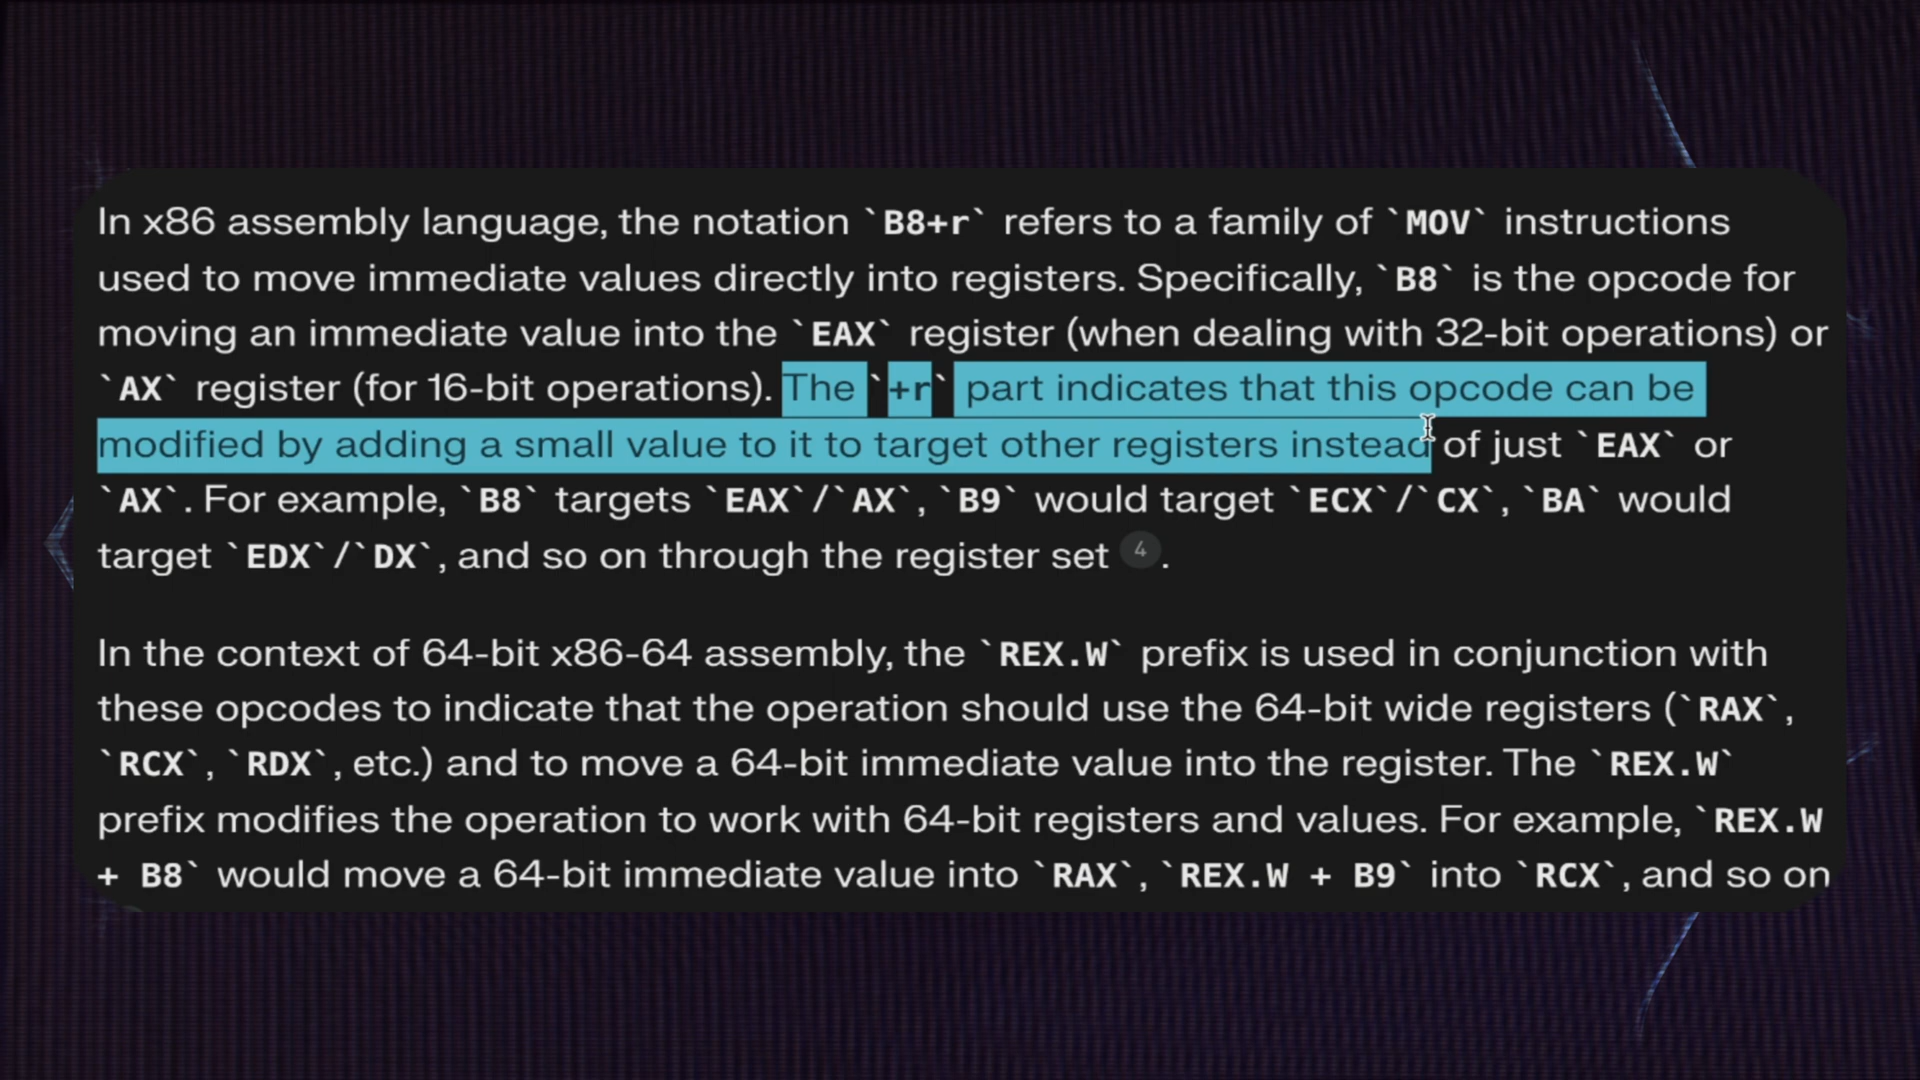 In x86 assembly language, the notation `B8+r` refers to a family of `MOV` instructions
used to move immediate values directly into registers. Specifically, `B8` is the opcode for
moving an immediate value into the `EAX` register (when dealing with 32-bit operations) or
`AX` register (for 16-bit operations). The `+r` part indicates that this opcode can be
modified by adding a small value to it to target other registers instead of just `EAX` or
`AX`. For example, `B8` targets `EAX`/`AX`, `B9` would target `ECX`/`CX`, `BA` would
target `EDX`/`DX`, and so on through the register set 4.
In the context of 64-bit x86-64 assembly, the `REX.W` prefix is used in conjunction with
these opcodes to indicate that the operation should use the 64-bit wide registers (`RAX`,
`RCX`, `RDX`, etc.) and to move a 64-bit immediate value into the register. The `REX.W`
prefix modifies the operation to work with 64-bit registers and values. For example, `REX.W
+ B8` would move a 64-bit immediate value into `RAX`, `REX.W + B9` into `RCX`, and so on